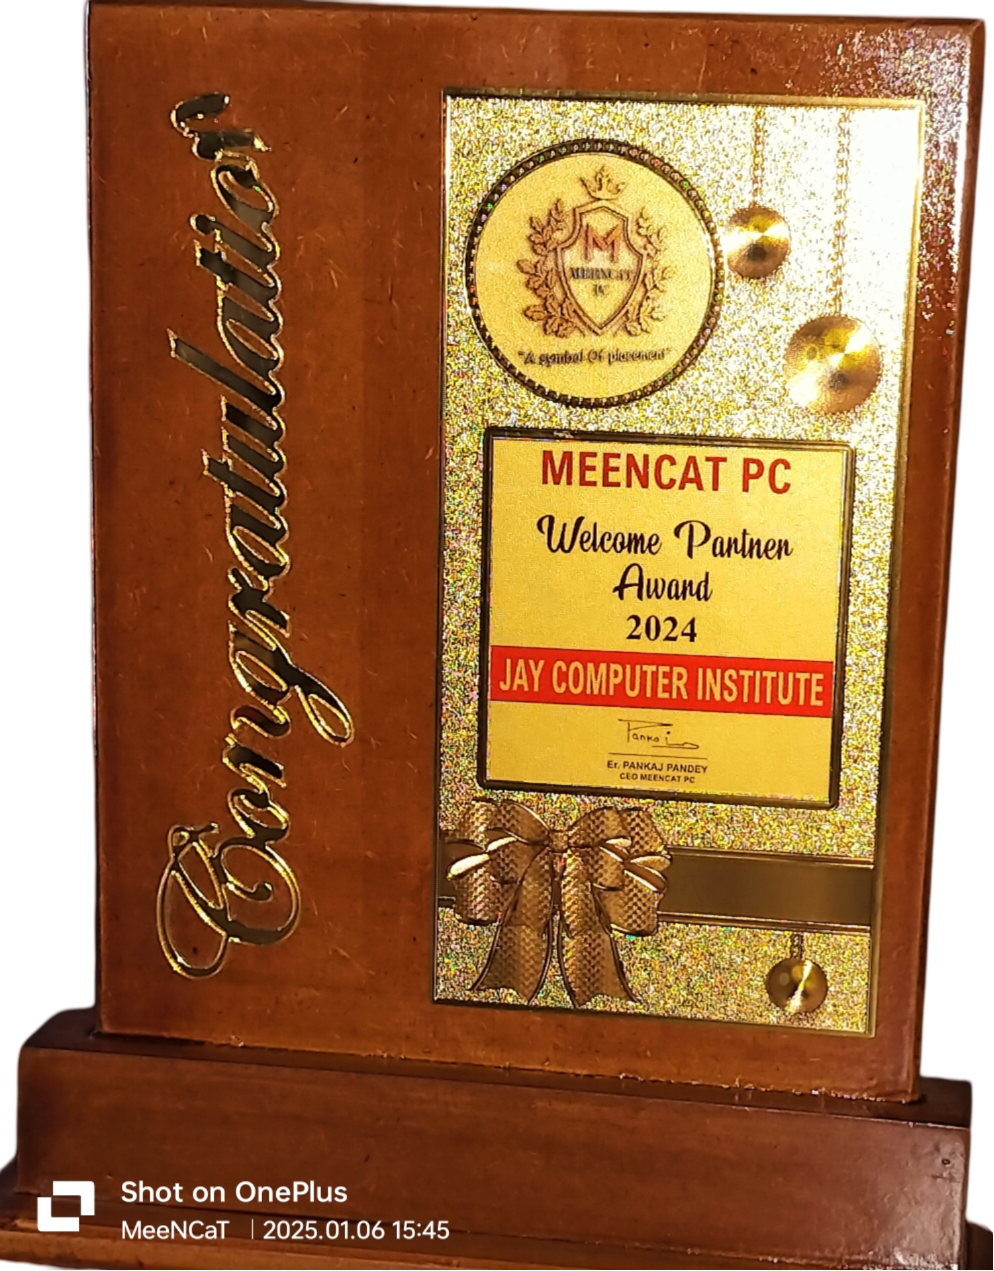 Congratulation
M
MEENCAT
PC
"A symbol Of placement"
MEENCAT PC
Welcome Partner
Award
2024
JAY COMPUTER INSTITUTE
Pankaj
Er. PANKAJ PANDEY
CEO MEENCAT PC
Shot on OnePlus
MeeNCaT | 2025.01.06 15:45